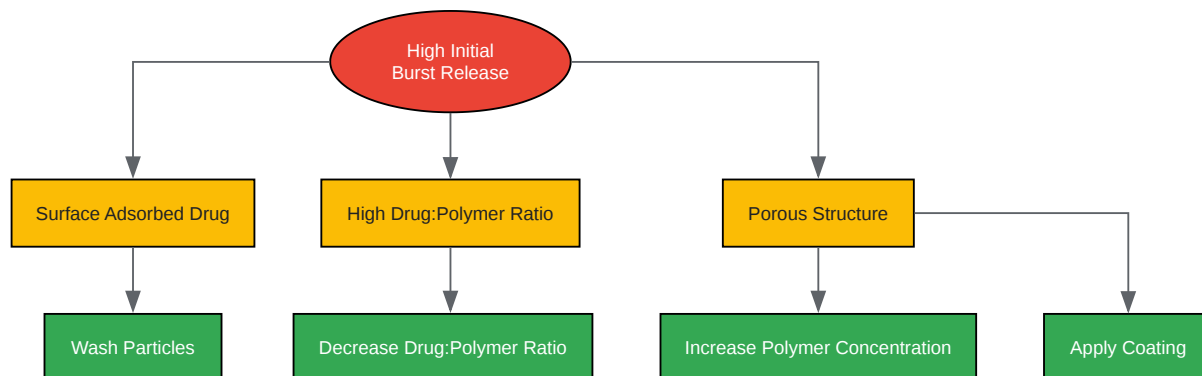 High Initial
Burst Release
Surface Adsorbed Drug
High Drug:Polymer Ratio
Porous Structure
Wash Particles
Decrease Drug:Polymer Ratio
Increase Polymer Concentration
Apply Coating